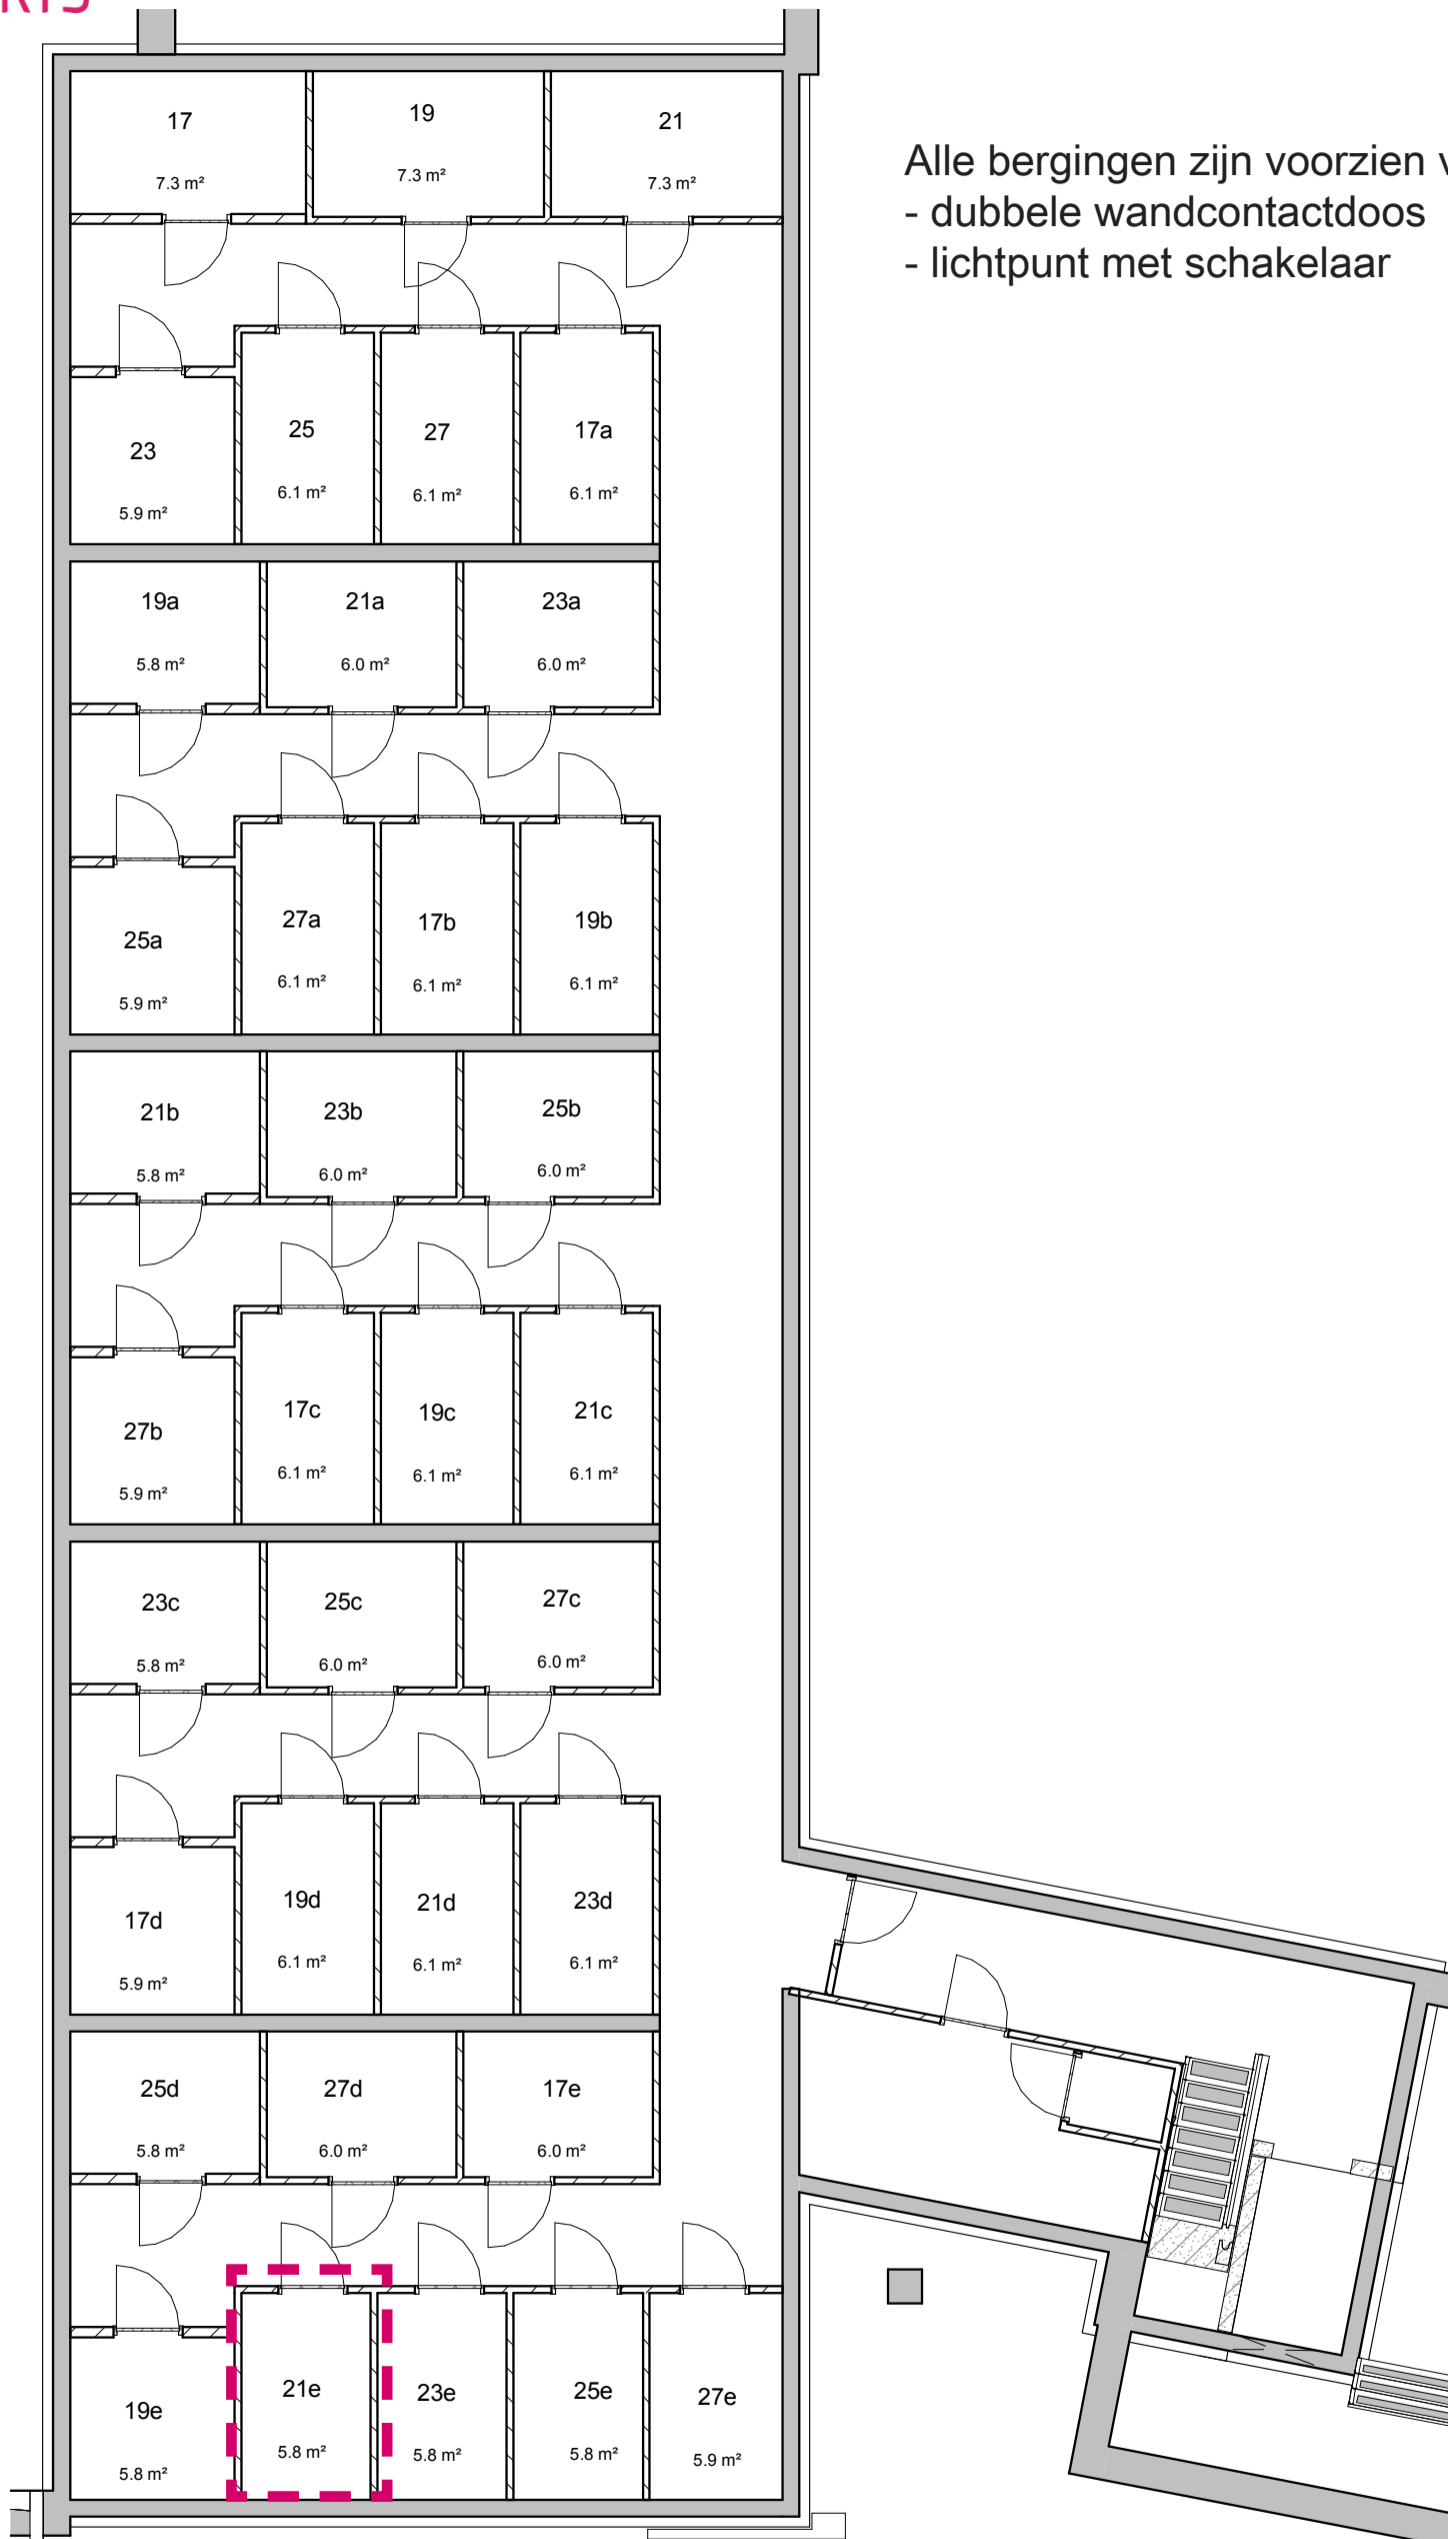 17
7.3 m²
19
7.3 m²
21
7.3 m²
Alle bergingen zijn voorzien
- dubbele wandcontactdoos
- lichtpunt met schakelaar
23
5.9 m²
25
6.1 m²
27
6.1 m²
17a
6.1 m²
19a
5.8 m²
21a
6.0 m²
23a
6.0 m²
25a
5.9 m²
27a
6.1 m²
17b
6.1 m²
19b
6.1 m²
21b
5.8 m²
23b
6.0 m²
25b
6.0 m²
27b
5.9 m²
17c
6.1 m²
19c
6.1 m²
21c
6.1 m²
23c
5.8 m²
25c
6.0 m²
27c
6.0 m²
17d
5.9 m²
19d
6.1 m²
21d
6.1 m²
23d
6.1 m²
25d
5.8 m²
27d
6.0 m²
17e
6.0 m²
19e
5.8 m²
21e
5.8 m²
23e
5.8 m²
25e
5.8 m²
27e
5.9 m²